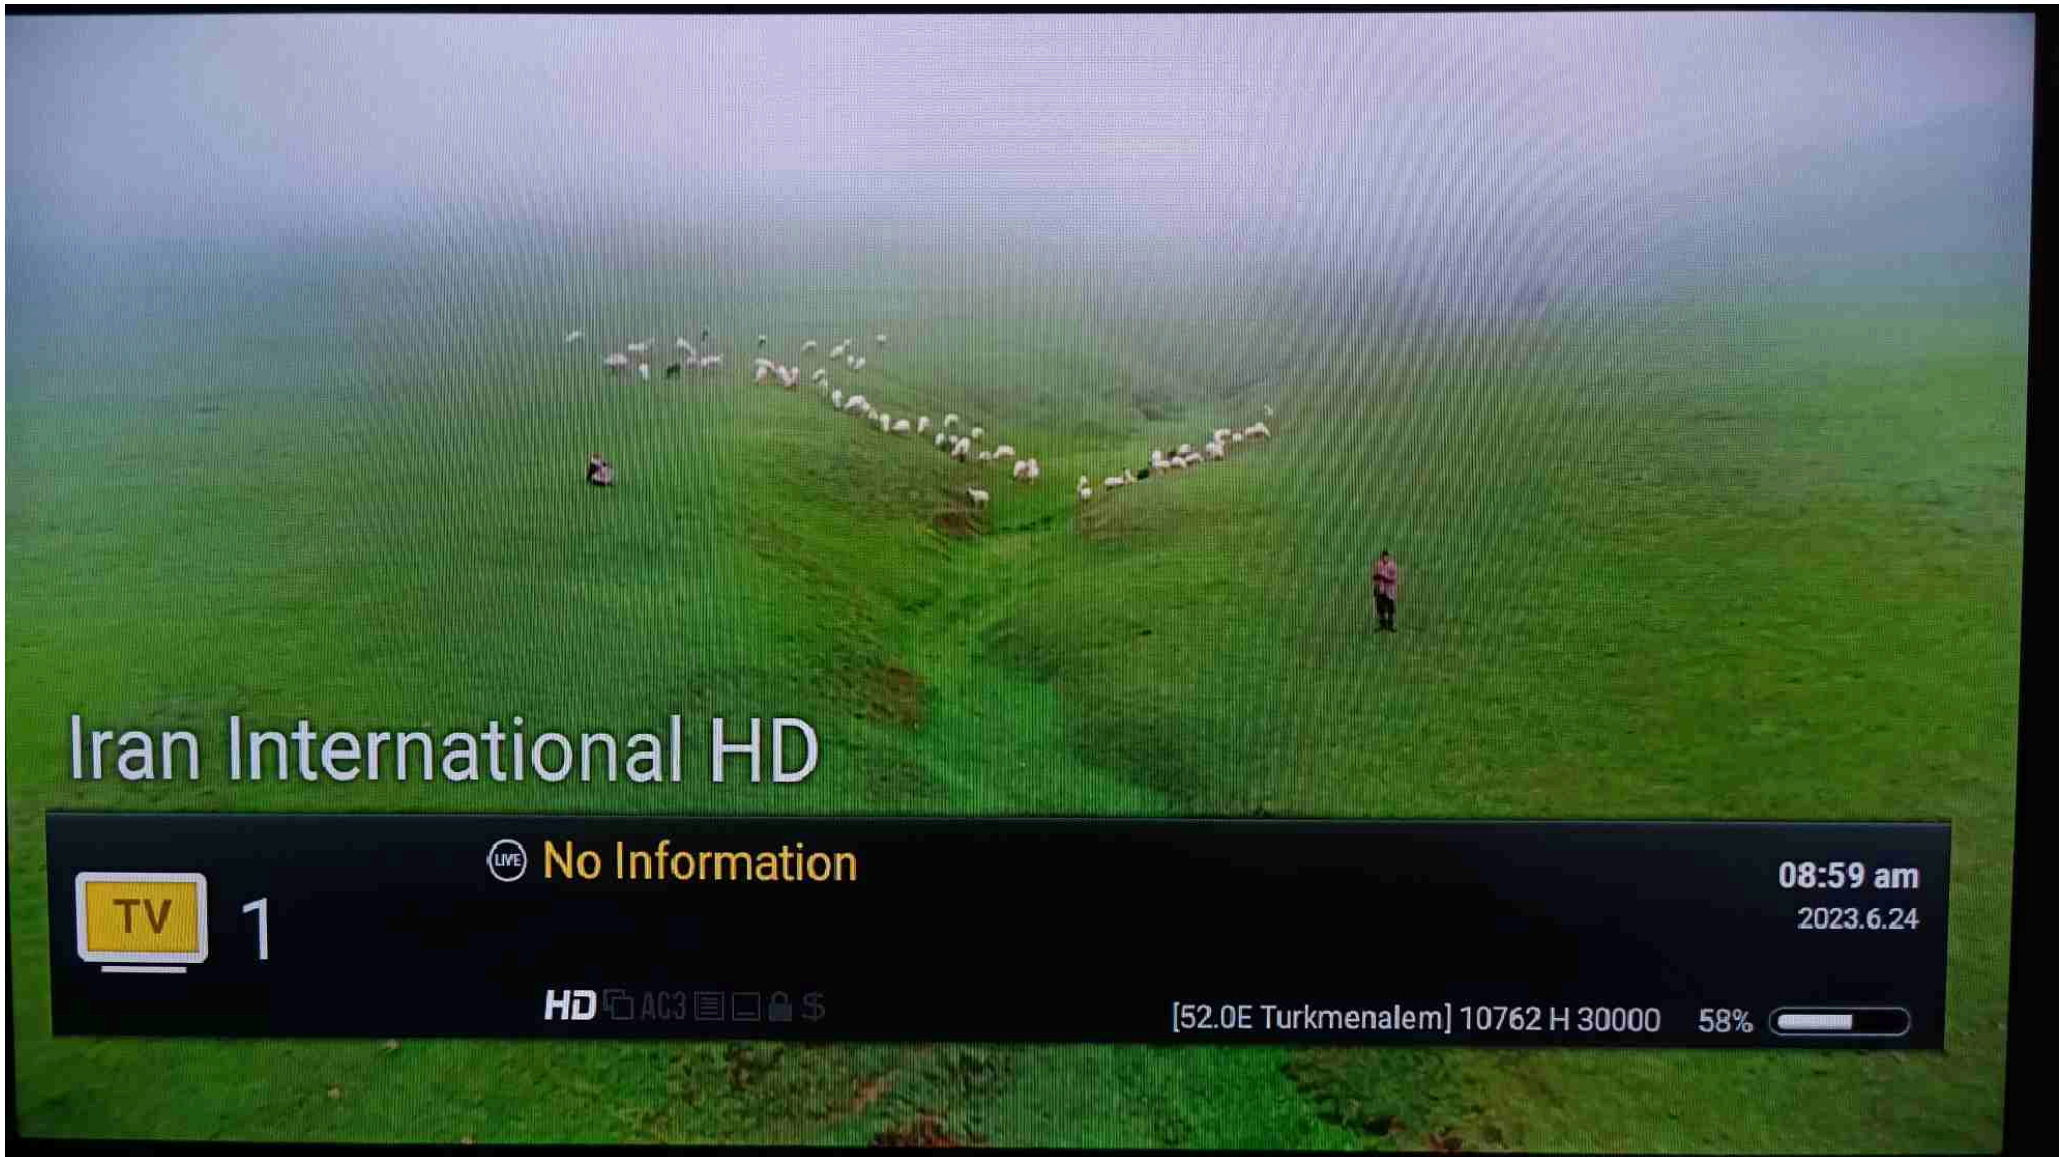 Iran International HD
LIVE No Information
TV 1
08:59 am
2023.6.24
HD AC3 $
[52.0E Turkmenalem] 10762 H 30000 58%